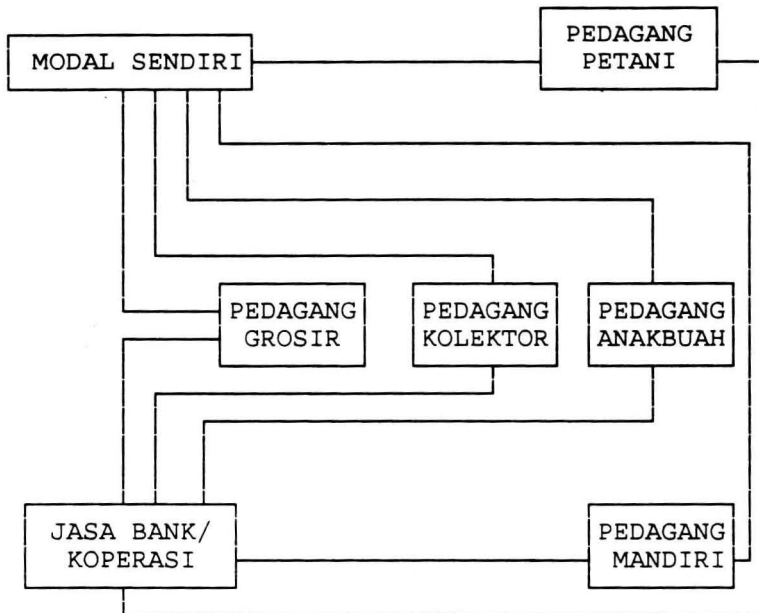 MODAL SENDIRI
PEDAGANG
PETANI
PEDAGANG
GROSIR
PEDAGANG
KOLEKTOR
PEDAGANG
ANAKBUAH
JASA BANK/
KOPERASI
PEDAGANG
MANDIRI